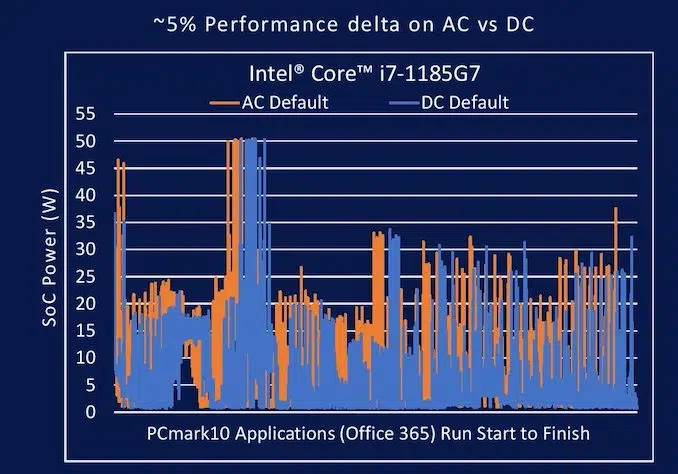 ~5% Performance delta on AC vs DC
Intel® Core™ i7-1185G7
AC Default
DC Default
55
50
45
40
35
30
25
20
15
10
5
0
SoC Power (W)
PCmark10 Applications (Office 365) Run Start to Finish